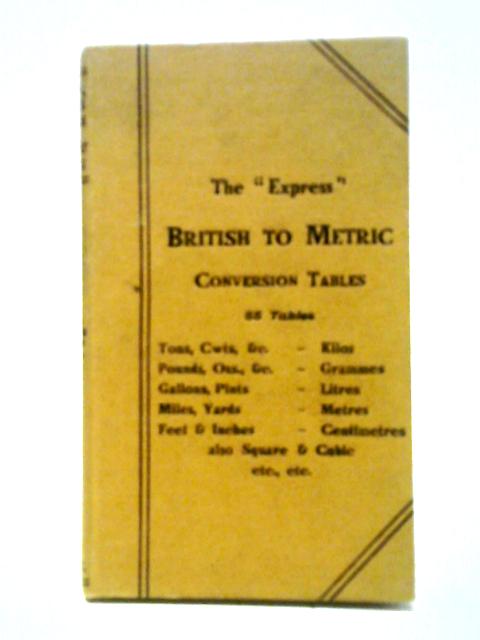 The "Express"
BRITISH TO METRIC
CONVERSION TABLES
Tables
Tons, Cwts, &c. - Kilos
Pounds, Ozs., &c. - Grammes
Gallons, Pints - Litres
Miles, Yards - Metres
Feet & Inches - Centimetres
also Square & Cubic
etc., etc.